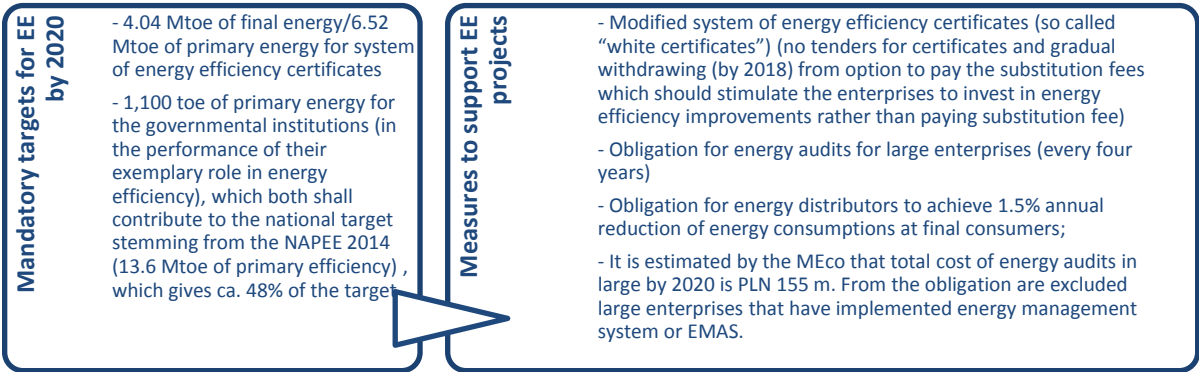 Mandatory targets for EE
by 2020
- 4.04 Mtoe of final energy/6.52
Mtoe of primary energy for system
of energy efficiency certificates
- 1,100 toe of primary energy for
the governmental institutions (in
the performance of their
exemplary role in energy
efficiency), which both shall
contribute to the national target
stemming from the NAPEE 2014
(13.6 Mtoe of primary efficiency) ,
which gives ca. 48% of the target
Measures to support EE
projects
- Modified system of energy efficiency certificates (so called
“white certificates”) (no tenders for certificates and gradual
withdrawing (by 2018) from option to pay the substitution fees
which should stimulate the enterprises to invest in energy
efficiency improvements rather than paying substitution fee)
- Obligation for energy audits for large enterprises (every four
years)
- Obligation for energy distributors to achieve 1.5% annual
reduction of energy consumptions at final consumers;
- It is estimated by the MEco that total cost of energy audits in
large by 2020 is PLN 155 m. From the obligation are excluded
large enterprises that have implemented energy management
system or EMAS.